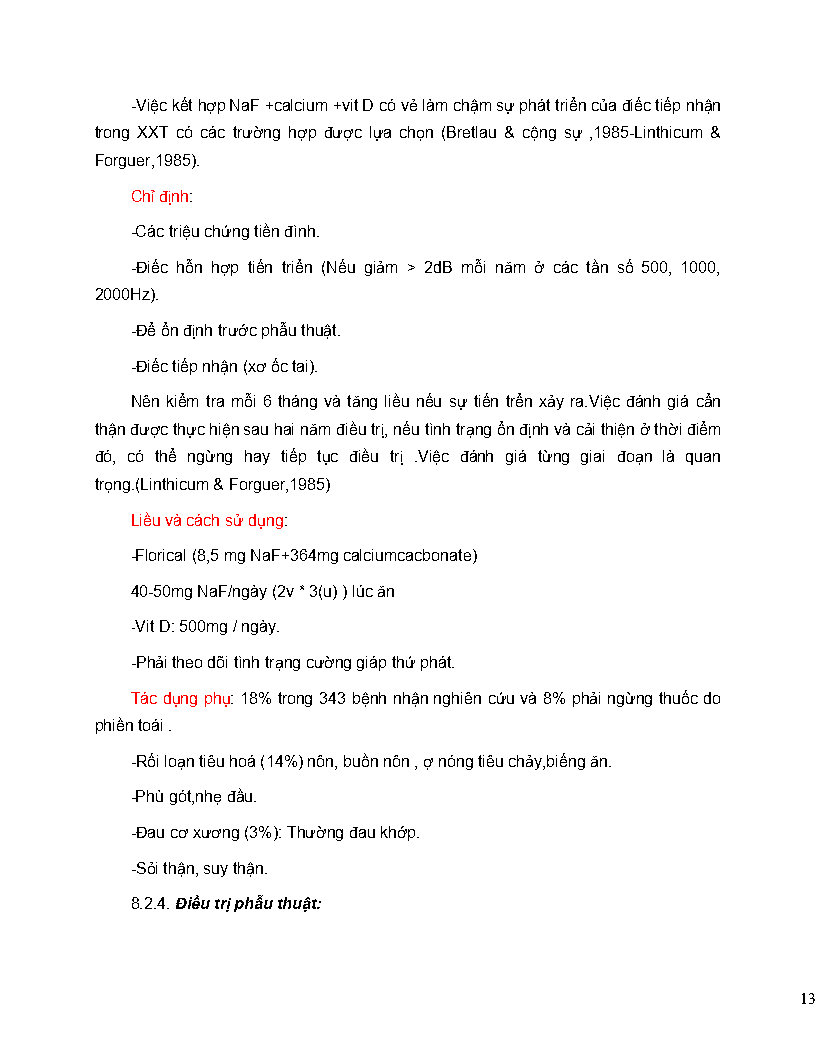 -Việc kết hợp NaF +calcium +vit D có vẻ làm chậm sự phát triển của điếc tiếp nhận
trong XXT có các trường hợp được lựa chọn (Bretlau & cộng sự ,1985-Linthicum &
Forguer,1985).
Chỉ định:
-Các triệu chứng tiền đình.
-Điếc hỗn hợp tiến triển (Nếu giảm > 2dB mỗi năm ở các tần số 500, 1000,
2000Hz).
-Để ổn định trước phẫu thuật.
-Điếc tiếp nhận (xơ ốc tai).
Nên kiểm tra mỗi 6 tháng và tăng liều nếu sự tiến trển xảy ra.Việc đánh giá cẩn
thận được thực hiện sau hai năm điều trị, nếu tình trạng ổn định và cải thiện ở thời điểm
đó, có thể ngừng hay tiếp tục điều trị .Việc đánh giá từng giai đoạn là quan
trọng.(Linthicum & Forguer,1985)
Liều và cách sử dụng:
-Florical (8,5 mg NaF+364mg calciumcacbonate)
40-50mg NaF/ngày (2v * 3(u) ) lúc ăn
-Vit D: 500mg / ngày.
-Phải theo dõi tình trạng cường giáp thứ phát.
Tác dụng phụ: 18% trong 343 bệnh nhận nghiên cứu và 8% phải ngừng thuốc do
phiền toái .
-Rối loạn tiêu hoá (14%) nôn, buồn nôn , ợ nóng tiêu chảy,biếng ăn.
-Phù gót,nhẹ đầu.
-Đau cơ xương (3%): Thường đau khớp.
-Sỏi thận, suy thận.
8.2.4. Điều trị phẫu thuật:
13